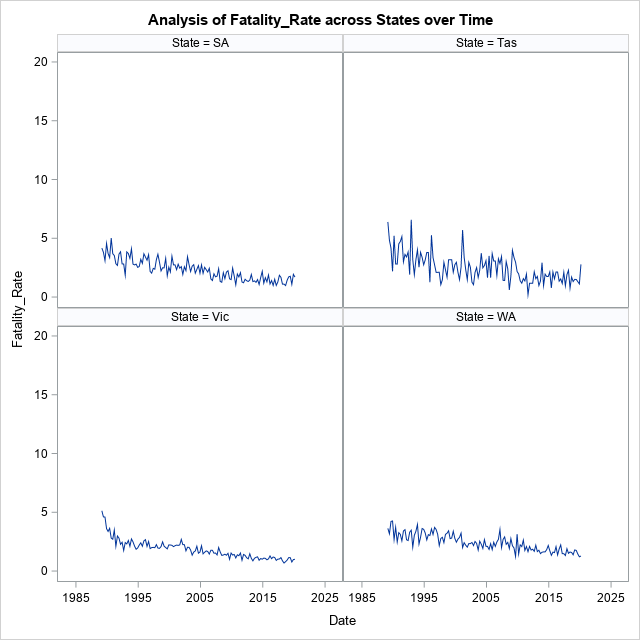 Analysis of Fatality_Rate across States over Time
State = SA
State = Tas
20
15
10
5
0
Fatality_Rate
State = Vic
State = WA
20
15
10
5
0
1985
1995
2005
2015
2025
1985
1995
2005
2015
2025
Date